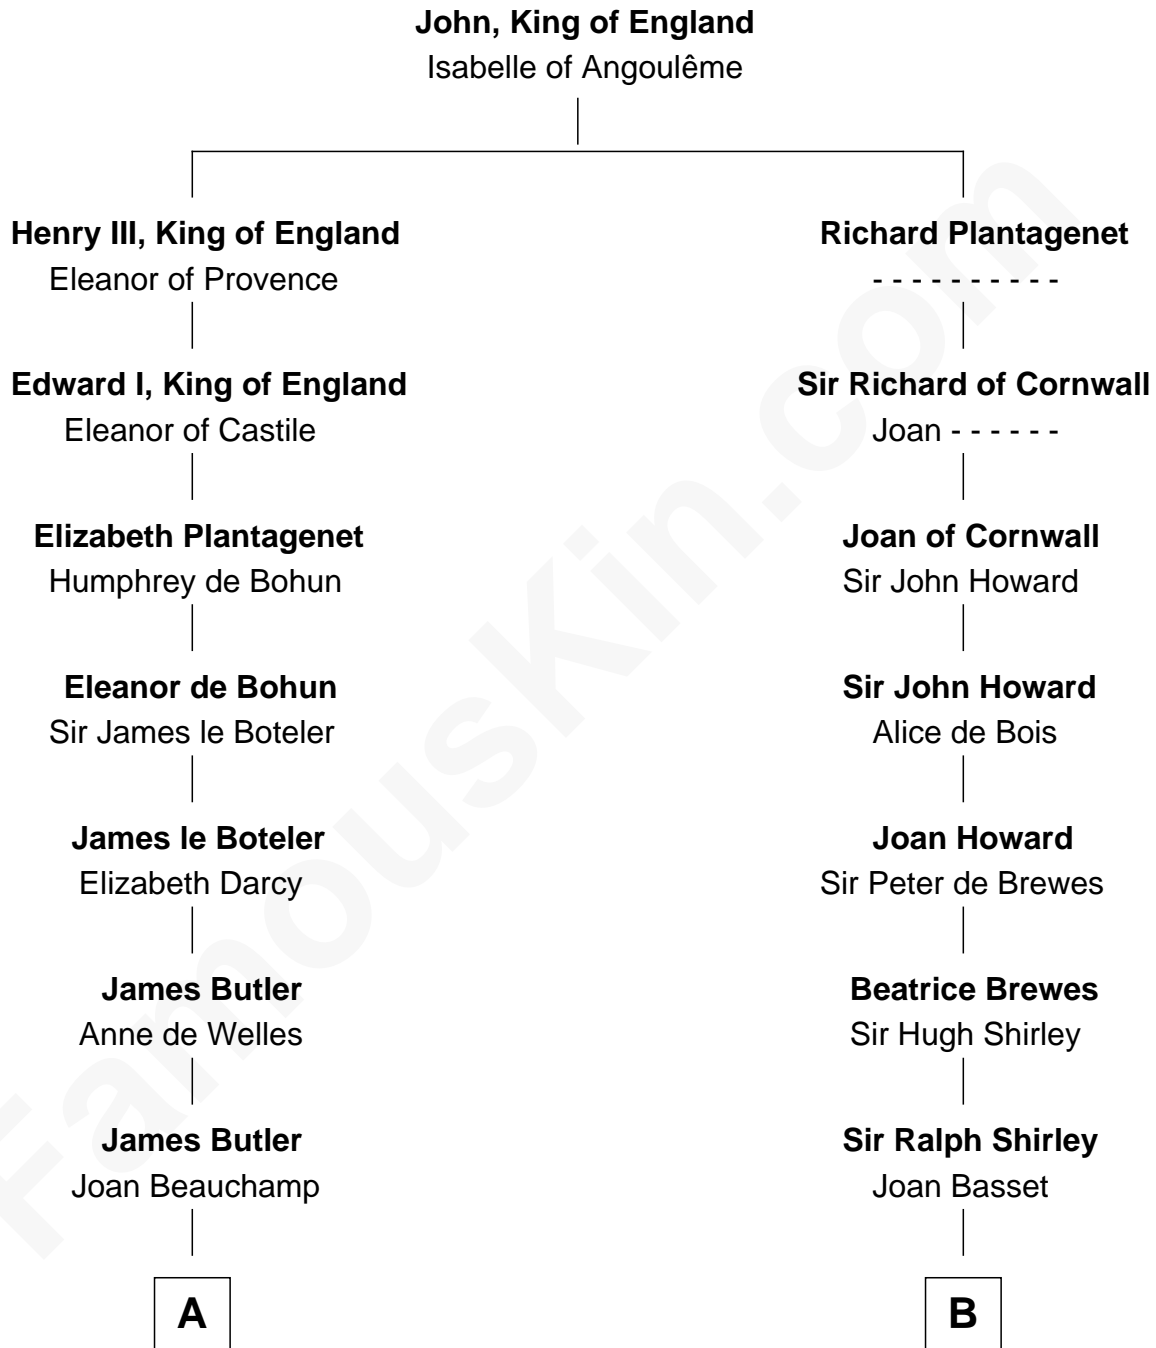 John, King of England
Isabelle of Angoulême
Henry III, King of England
Eleanor of Provence
Richard Plantagenet
- - - - - - - - - -
Edward I, King of England
Eleanor of Castile
Sir Richard of Cornwall
Joan - - - - - -
Elizabeth Plantagenet
Humphrey de Bohun
Joan of Cornwall
Sir John Howard
Eleanor de Bohun
Sir James le Boteler
Sir John Howard
Alice de Bois
James le Boteler
Elizabeth Darcy
Joan Howard
Sir Peter de Brewes
James Butler
Anne de Welles
Beatrice Brewes
Sir Hugh Shirley
James Butler
Joan Beauchamp
Sir Ralph Shirley
Joan Basset
A
B
FamousKin.com